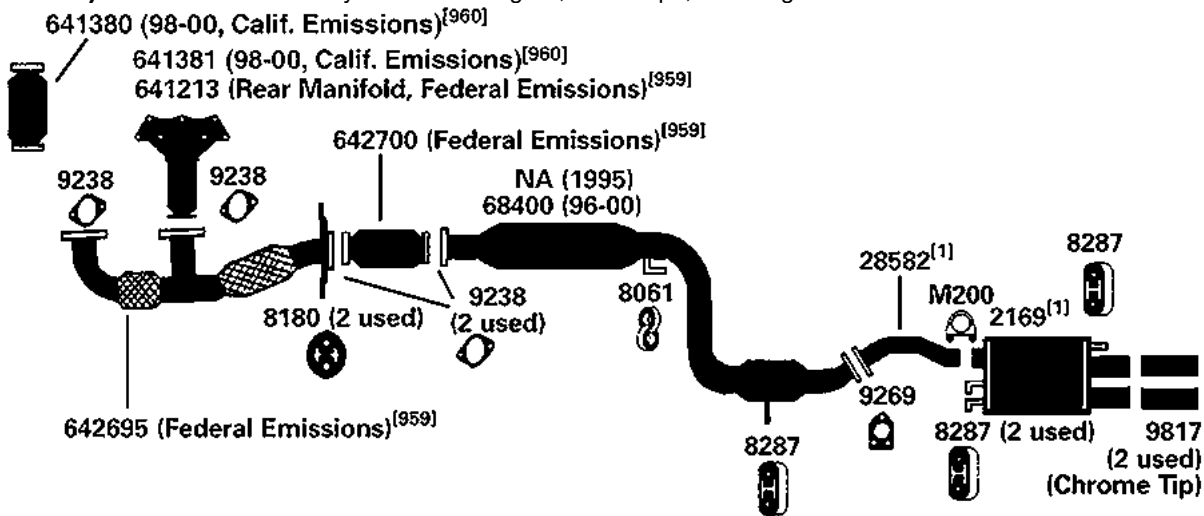 641380 (98-00, Calif. Emissions)[960]
641381 (98-00, Calif. Emissions)[960]
641213 (Rear Manifold, Federal Emissions)[959]
642700 (Federal Emissions)[959]
9238
9238
NA (1995)
68400 (96-00)
28582[1]
8287
M200
2169[1]
8180 (2 used)
9238
(2 used)
8061
642695 (Federal Emissions)[959]
8287
9269
8287 (2 used)
9817
(2 used)
(Chrome Tip)